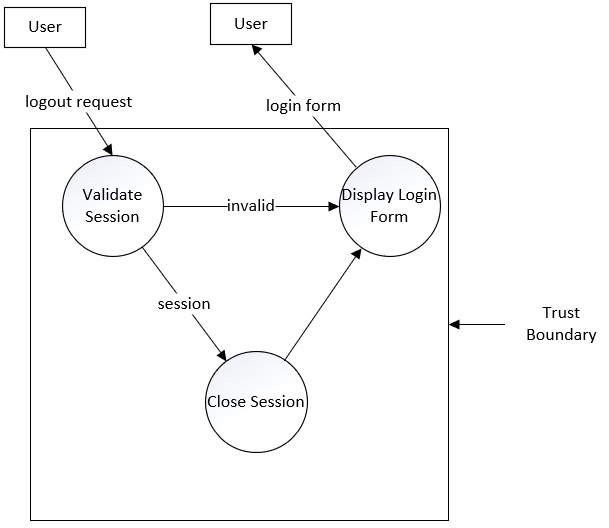 User
User
logout request
login form
Validate
Session
invalid
Display Login
Form
session
Trust
Boundary
Close Session